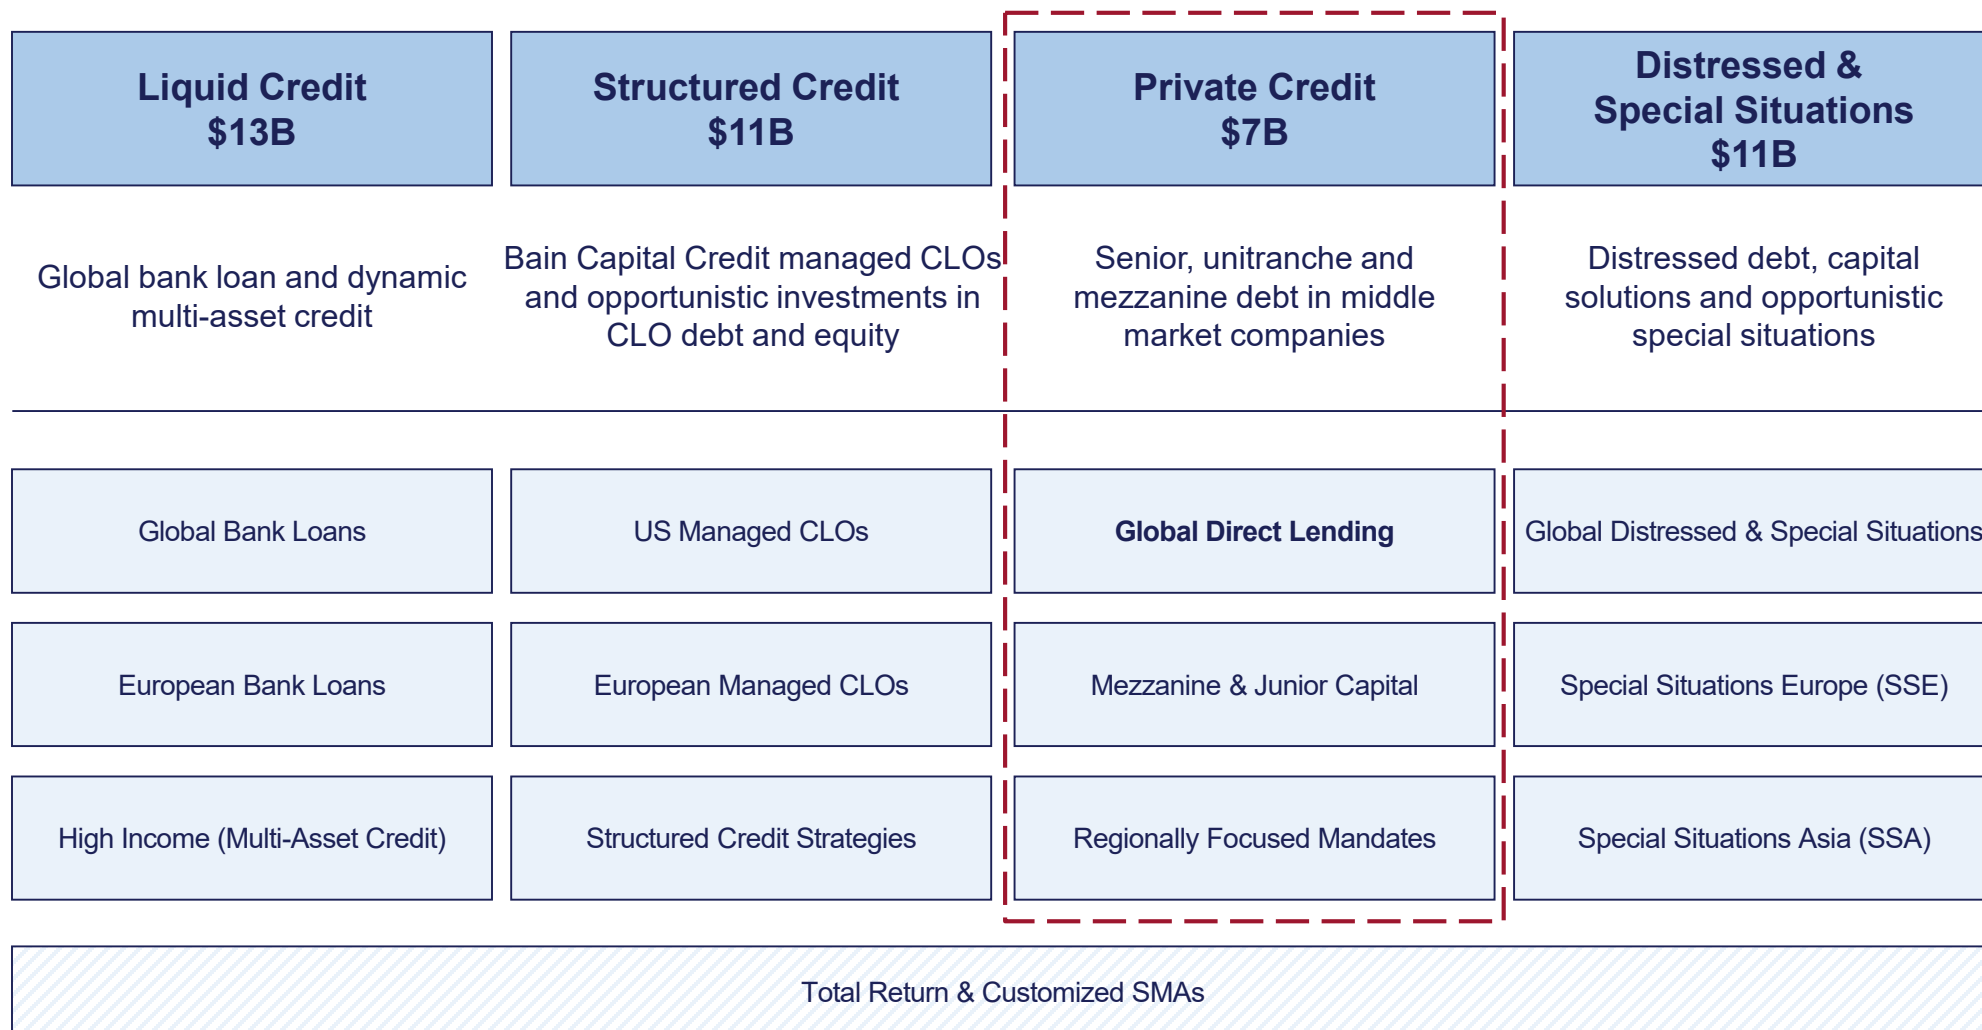 Liquid Credit
$13B
Structured Credit
$11B
Private Credit
$7B
Distressed &
Special Situations
$11B
Global bank loan and dynamic
multi-asset credit
Bain Capital Credit managed CLOs
and opportunistic investments in
CLO debt and equity
Senior, unitranche and
mezzanine debt in middle
market companies
Distressed debt, capital
solutions and opportunistic
special situations
Global Bank Loans
US Managed CLOs
Global Direct Lending
Global Distressed & Special Situations
European Bank Loans
European Managed CLOs
Mezzanine & Junior Capital
Special Situations Europe (SSE)
High Income (Multi-Asset Credit)
Structured Credit Strategies
Regionally Focused Mandates
Special Situations Asia (SSA)
Total Return & Customized SMAs